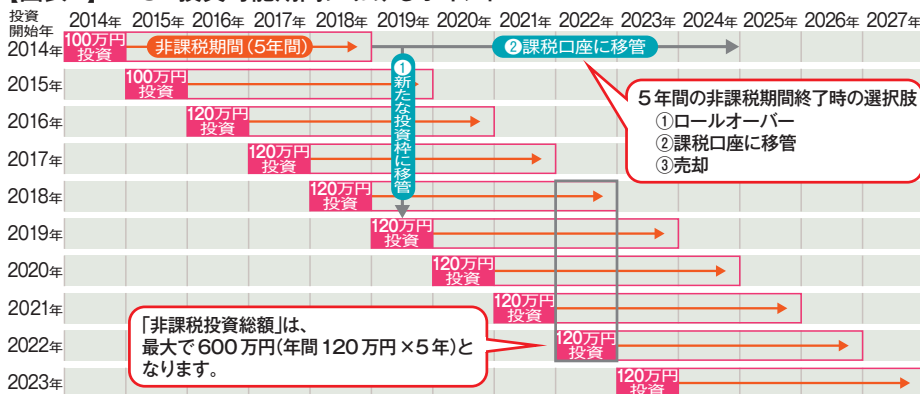 投資
開始年
2014年 2015年 2016年 2017年 2018年 2019年 2020年 2021年 2022年 2023年 2024年 2025年 2026年 2027年
2014年
100万円
投資
非課税期間(5年間)
❷課税口座に移管
❶新たな投資枠に移管
5年間の非課税期間終了時の選択肢
①ロールオーバー
②課税口座に移管
③売却
2015年
100万円
投資
2016年
120万円
投資
2017年
120万円
投資
2018年
120万円
投資
2019年
120万円
投資
2020年
120万円
投資
2021年
120万円
投資
「非課税投資総額」は、
最大で600万円(年間120万円×5年)と
なります。
2022年
120万円
投資
2023年
120万円
投資